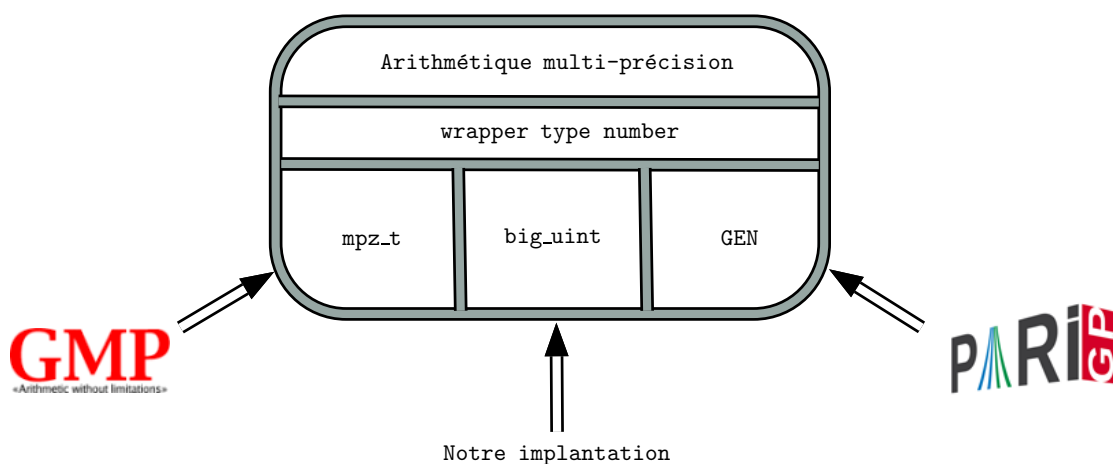 Arithmétique multi-précision
wrapper type number
mpz_t
big_uint
GEN
GMP
«Arithmetic without limitations»
PARI
GP
Notre implantation